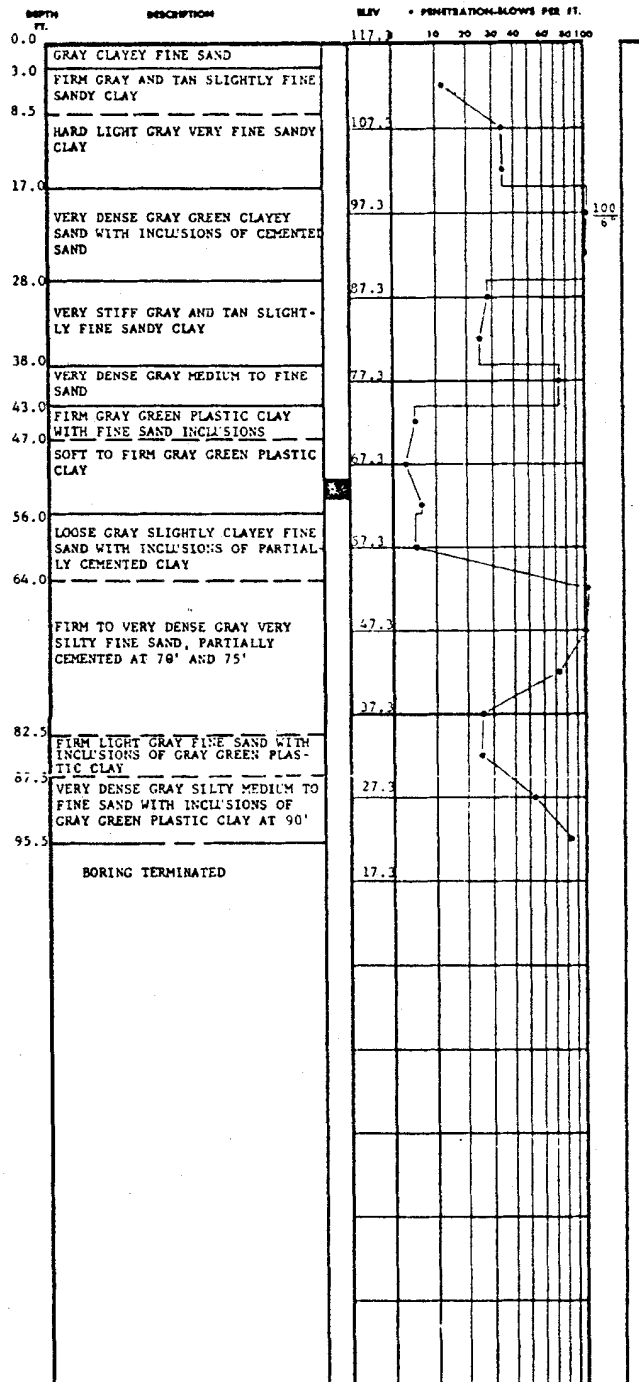 DEPTH FT. DESCRIPTION ELEV • PENETRATION-BLOWS PER FT.
0.0 117.3 10 20 30 40 60 80 100
GRAY CLAYEY FINE SAND
3.0
FIRM GRAY AND TAN SLIGHTLY FINE
SANDY CLAY
8.5
107.3
HARD LIGHT GRAY VERY FINE SANDY
CLAY
17.0
97.3
100
6"
VERY DENSE GRAY GREEN CLAYEY
SAND WITH INCLUSIONS OF CEMENTED
SAND
28.0
87.3
VERY STIFF GRAY AND TAN SLIGHT-
LY FINE SANDY CLAY
38.0
77.3
VERY DENSE GRAY MEDIUM TO FINE
SAND
43.0
FIRM GRAY GREEN PLASTIC CLAY
WITH FINE SAND INCLUSIONS
47.0
67.3
SOFT TO FIRM GRAY GREEN PLASTIC
CLAY
56.0
57.3
LOOSE GRAY SLIGHTLY CLAYEY FINE
SAND WITH INCLUSIONS OF PARTIAL-
LY CEMENTED CLAY
64.0
47.3
FIRM TO VERY DENSE GRAY VERY
SILTY FINE SAND, PARTIALLY
CEMENTED AT 70' AND 75'
37.3
82.5
FIRM LIGHT GRAY FINE SAND WITH
INCLUSIONS OF GRAY GREEN PLAS-
TIC CLAY
87.5
27.3
VERY DENSE GRAY SILTY MEDIUM TO
FINE SAND WITH INCLUSIONS OF
GRAY GREEN PLASTIC CLAY AT 90'
95.5
BORING TERMINATED
17.3